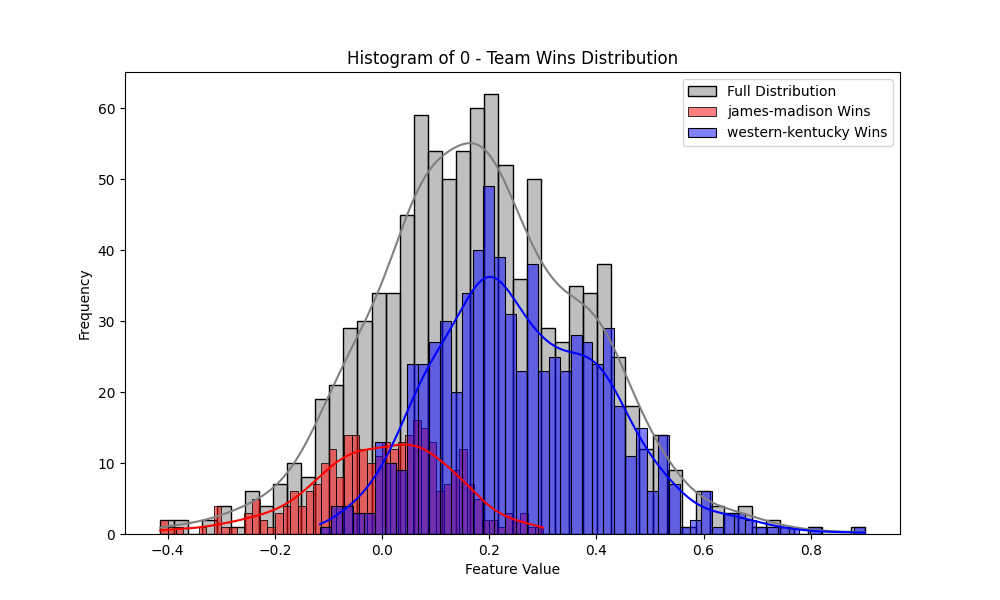 Histogram of 0 - Team Wins Distribution
Full Distribution
james-madison Wins
western-kentucky Wins
Frequency
60
50
40
30
20
10
0
−0.4 −0.2 0.0 0.2 0.4 0.6 0.8
Feature Value